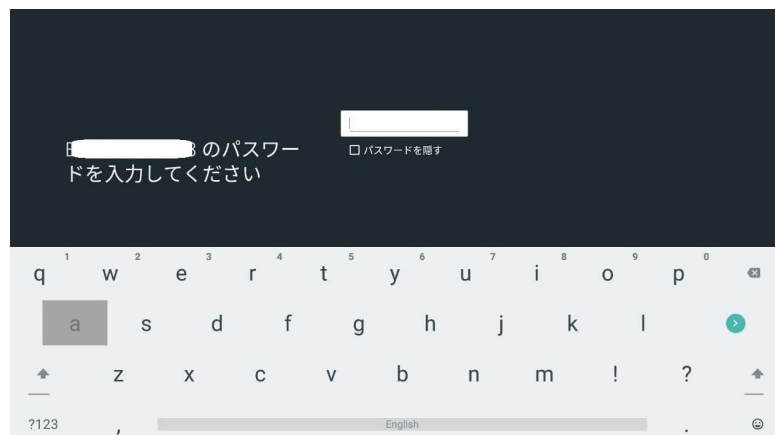 のパスワー
ドを入力してください
パスワードを隠す
1 2 3 4 5 6 7 8 9 0
q w e r t y u i o p
a s d f g h j k l
z x c v b n m ! ?
?123 , English .